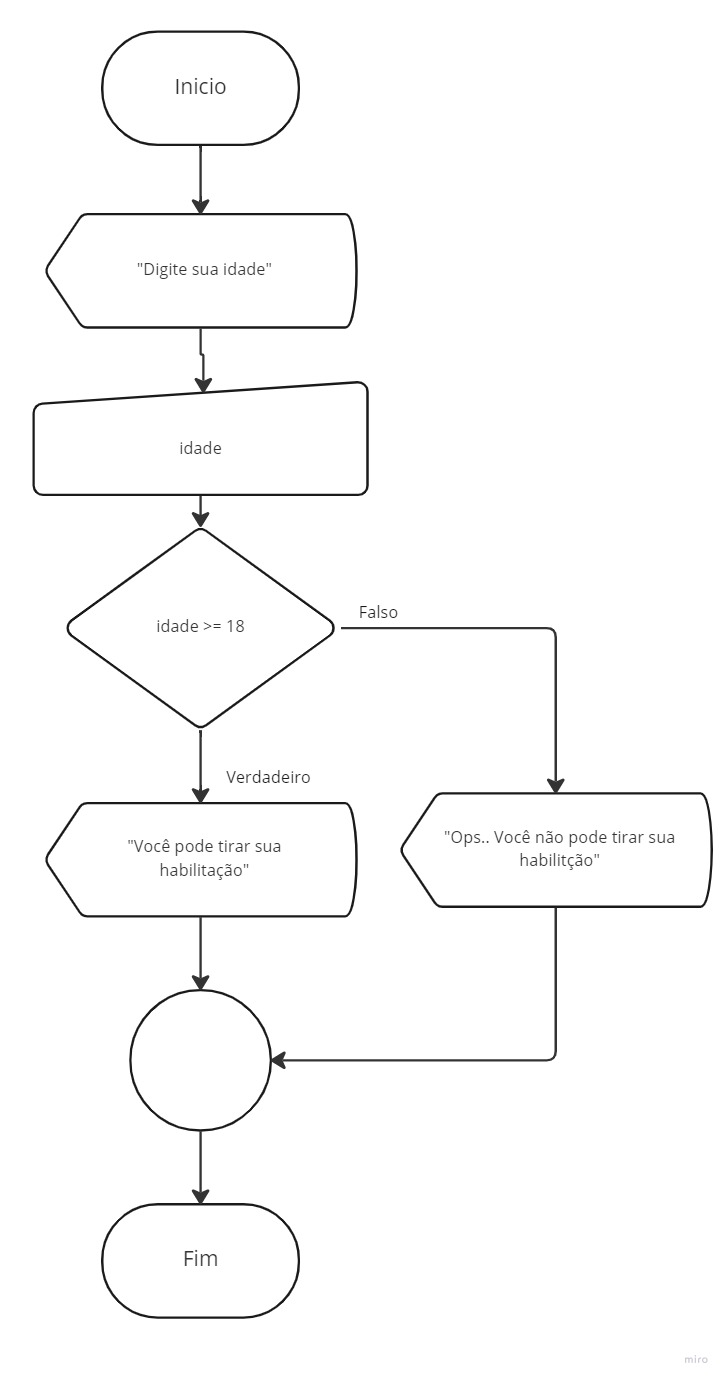 Inicio
"Digite sua idade"
idade
idade >= 18
Falso
Verdadeiro
"Você pode tirar sua
habilitação"
"Ops.. Você não pode tirar sua
habilitção"
Fim
miro